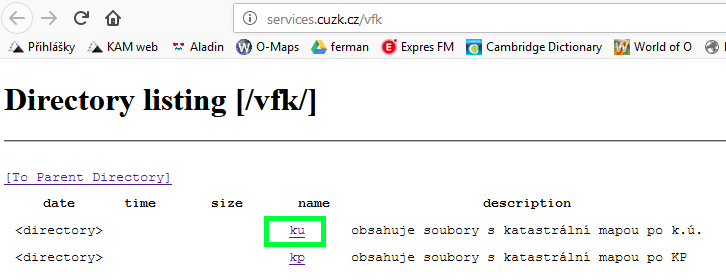 services.cuzk.cz/vfk
Přihlášky KAM web Aladin O-Maps ferman Expres FM Cambridge Dictionary World of O
Directory listing [/vfk/]
[To Parent Directory]
date time size name description
<directory> ku obsahuje soubory s katastrální mapou po k.ú.
<directory> kp obsahuje soubory s katastrální mapou po KP